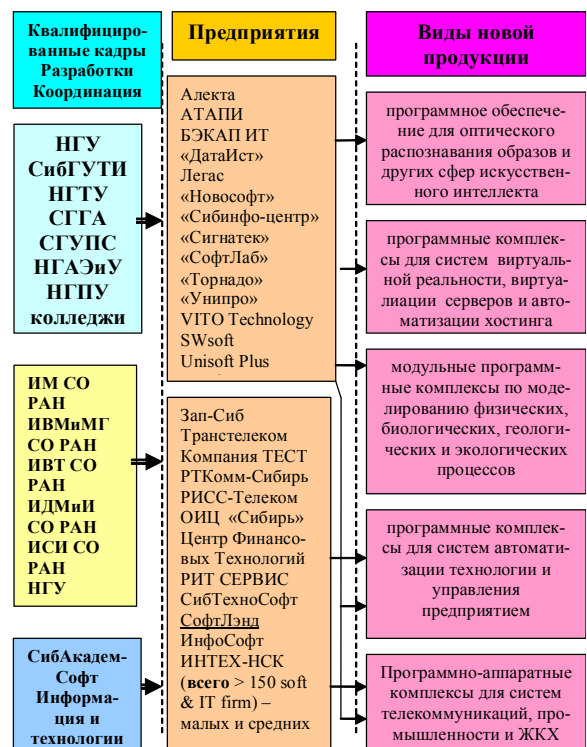 Квалифициро-
ванные кадры
Разработки
Координация
НГУ
СибГУТИ
НГТУ
СГГА
СГУПС
НГАЭиУ
НГПУ
колледжи
ИМ СО
РАН
ИВМиМГ
СО РАН
ИВТ СО
РАН
ИДМиИ
СО РАН
ИСИ СО
РАН
НГУ
СибАкадем-
Софт
Информа-
ция и
технологии
Предприятия
Алекта
АТАПИ
БЭКАП ИТ
«ДатаИст»
Легас
«Новософт»
«Сибинфо-центр»
«Сигнатек»
«СофтЛаб»
«Торнадо»
«Унипро»
VITO Technology
SWsoft
Unisoft Plus
Зап-Сиб
Транстелеком
Компания ТЕСТ
РТКомм-Сибирь
РИСС-Телеком
ОИЦ «Сибирь»
Центр Финансо-
вых Технологий
РИТ СЕРВИС
СибТехноСофт
СофтЛэнд
ИнфоСофт
ИНТЕХ-НСК
(всего > 150 soft
& IT firm) –
малых и средних
Виды новой
продукции
программное обеспече-
ние для оптического
распознавания образов и
других сфер искусствен-
ного интеллекта
программные комплек-
сы для систем виртуаль-
ной реальности, виртуа-
лиации серверов и авто-
матизации хостинга
модульные программ-
ные комплексы по моде-
лированию физических,
биологических, геологи-
ческих и экологических
процессов
программные комплек-
сы для систем автомати-
зации технологии и
управления
предприятием
Программно-аппаратные
комплексы для систем
телекоммуникаций, про-
мышленности и ЖКХ